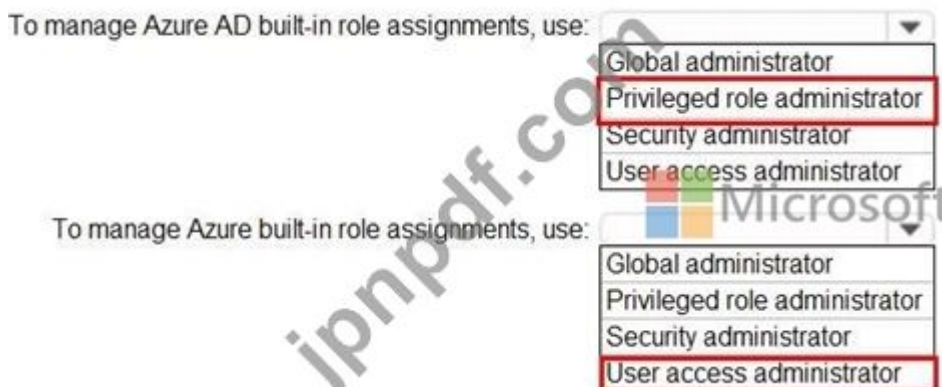 To manage Azure AD built-in role assignments, use:
Global administrator
Privileged role administrator
Security administrator
User access administrator
Microsoft
To manage Azure built-in role assignments, use:
Global administrator
Privileged role administrator
Security administrator
User access administrator
jpnpdf.com